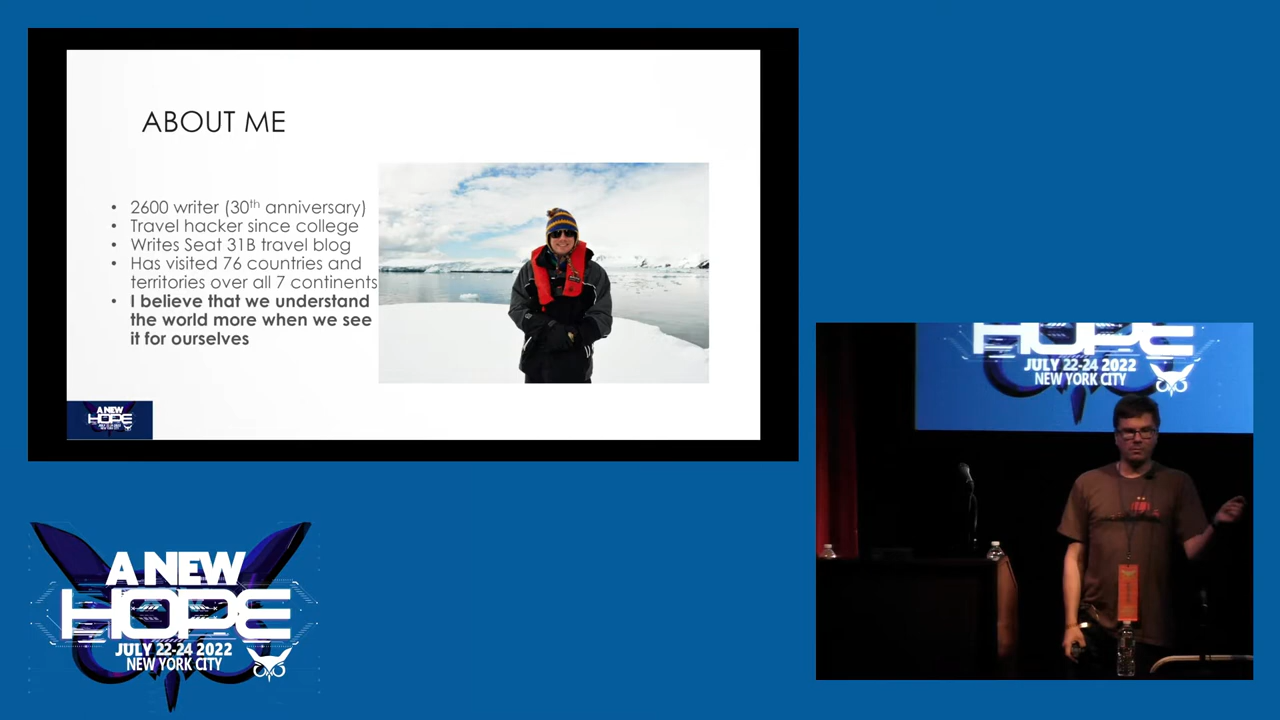 ABOUT ME
• 2600 writer (30th anniversary)
• Travel hacker since college
• Writes Seat 31B travel blog
• Has visited 76 countries and
territories over all 7 continents
• I believe that we understand
the world more when we see
it for ourselves
A NEW
HOPE
JULY 22-24 2022
NEW YORK CITY
HOPE
JULY 22-24 2022
NEW YORK CITY
A NEW
HOPE
JULY 22-24 2022
NEW YORK CITY